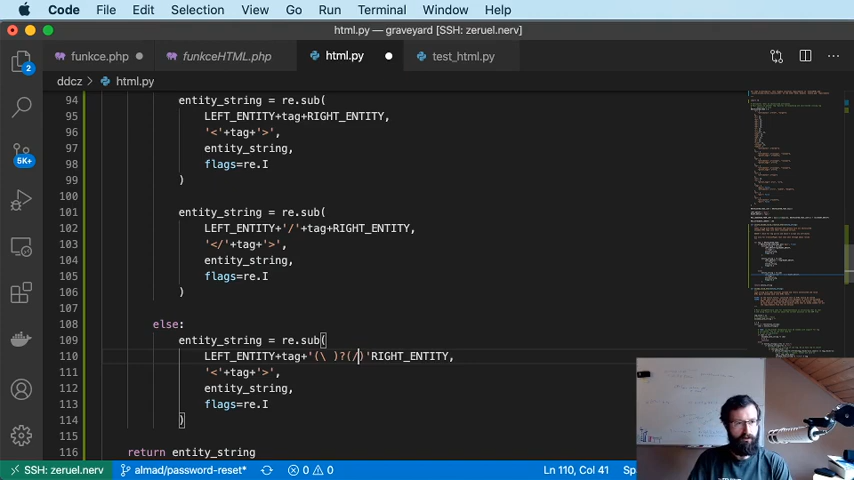 Code File Edit Selection View Go Run Terminal Window Help
html.py — graveyard [SSH: zeruel.nerv]
funkce.php funkceHTML.php html.py test_html.py
ddcz > html.py
94 entity_string = re.sub(
95 LEFT_ENTITY+tag+RIGHT_ENTITY,
96 '<'+tag+'>',
97 entity_string,
98 flags=re.I
99 )
100
101 entity_string = re.sub(
102 LEFT_ENTITY+'/'+tag+RIGHT_ENTITY,
103 '</'+tag+'>',
104 entity_string,
105 flags=re.I
106 )
107
108 else:
109 entity_string = re.sub(
110 LEFT_ENTITY+tag+'(\ )?(/)'RIGHT_ENTITY,
111 '<'+tag+'>',
112 entity_string,
113 flags=re.I
114 )
115
116 return entity_string
2
5K+
SSH: zeruel.nerv almad/password-reset* 0 0 Ln 110, Col 41